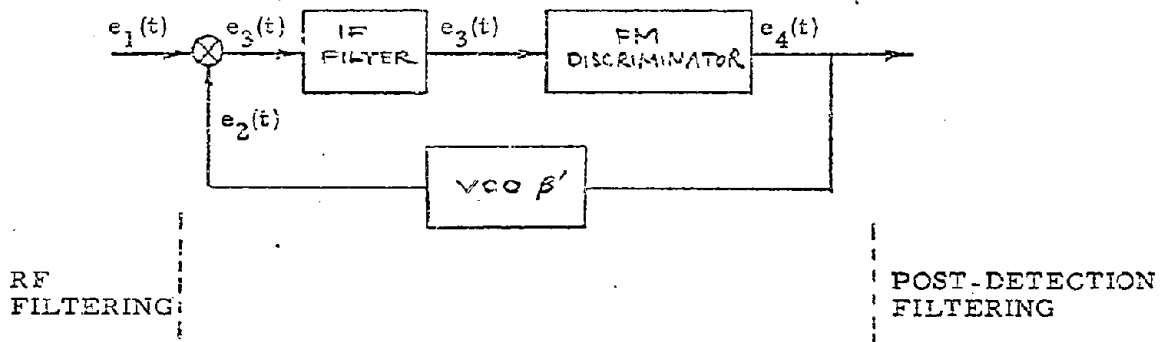 e₁(t)
e₃(t)
IF
FILTER
e₃(t)
FM
DISCRIMINATOR
e₄(t)
e₂(t)
VCO β'
RF
FILTERING
POST-DETECTION
FILTERING